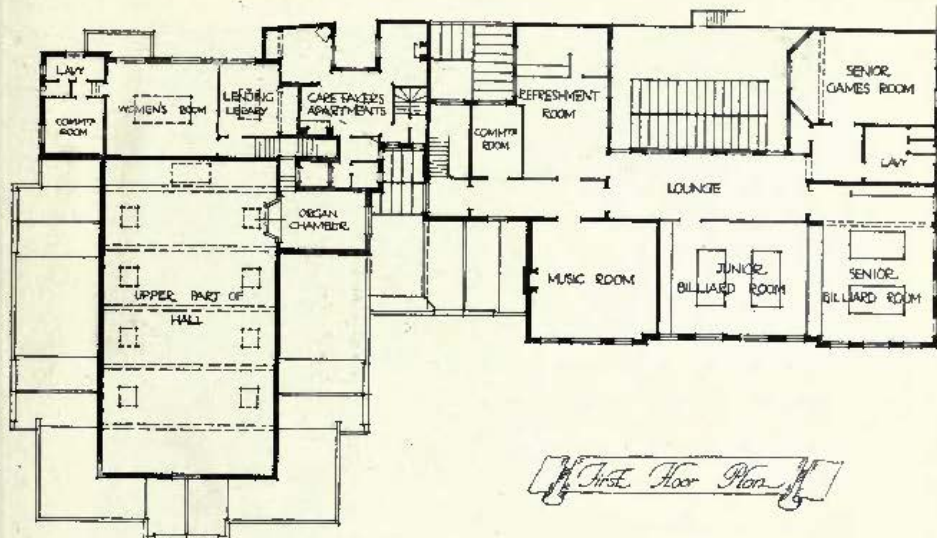 LAVY
COMMTE
ROOM
WOMEN'S ROOM
LENDING
LIBRARY
CARETAKER'S
APARTMENTS
COMMTE
ROOM
REFRESHMENT
ROOM
SENIOR
GAMES ROOM
LAVY
LOUNGE
ORGAN
CHAMBER
UPPER PART OF
HALL
MUSIC ROOM
JUNIOR
BILLIARD ROOM
SENIOR
BILLIARD ROOM
First Floor Plan